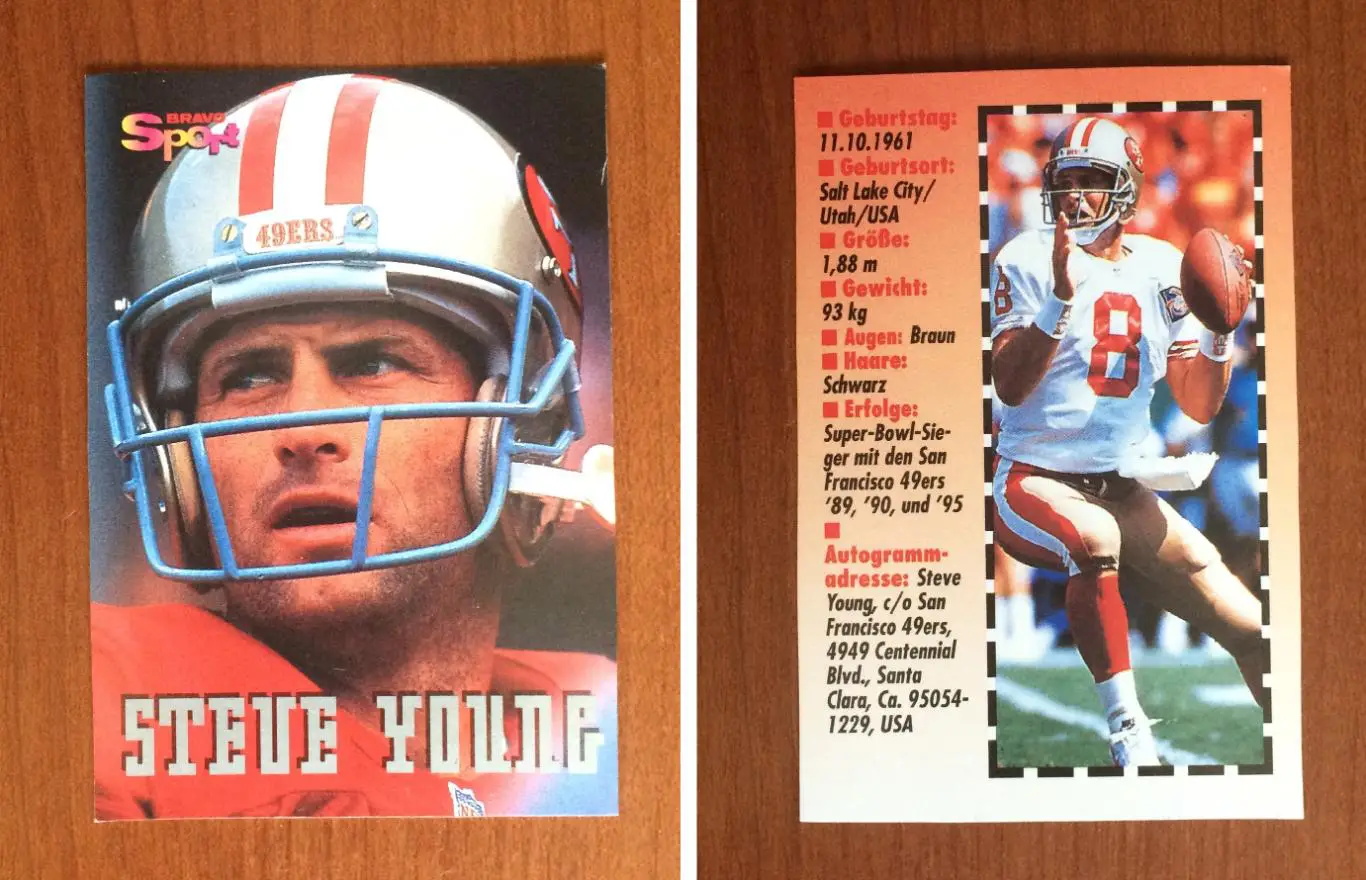 BRAVO
Sport
49ERS
STEVE YOUNG
NFL
■ Geburtstag:
11.10.1961
■ Geburtsort:
Salt Lake City/
Utah/USA
■ Größe:
1,88 m
■ Gewicht:
93 kg
■ Augen: Braun
■ Haare:
Schwarz
■ Erfolge:
Super-Bowl-Sie-
ger mit den San
Francisco 49ers
'89, '90, und '95
■
Autogramm-
adresse: Steve
Young, c/o San
Francisco 49ers,
4949 Centennial
Blvd., Santa
Clara, Ca. 95054-
1229, USA
8
8